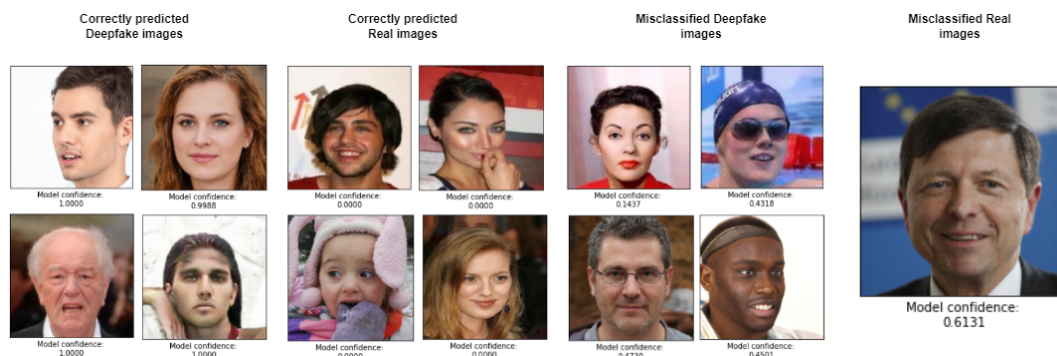 Correctly predicted
Deepfake images
Correctly predicted
Real images
Misclassified Deepfake
images
Misclassified Real
images
Model confidence:
1.0000
Model confidence:
0.9988
Model confidence:
0.0000
Model confidence:
0.0000
Model confidence:
0.1437
Model confidence:
0.4318
Model confidence:
1.0000
Model confidence:
1.0000
Model confidence:
0.0000
Model confidence:
0.0000
Model confidence:
Model confidence:
0.4501
Model confidence:
0.6131